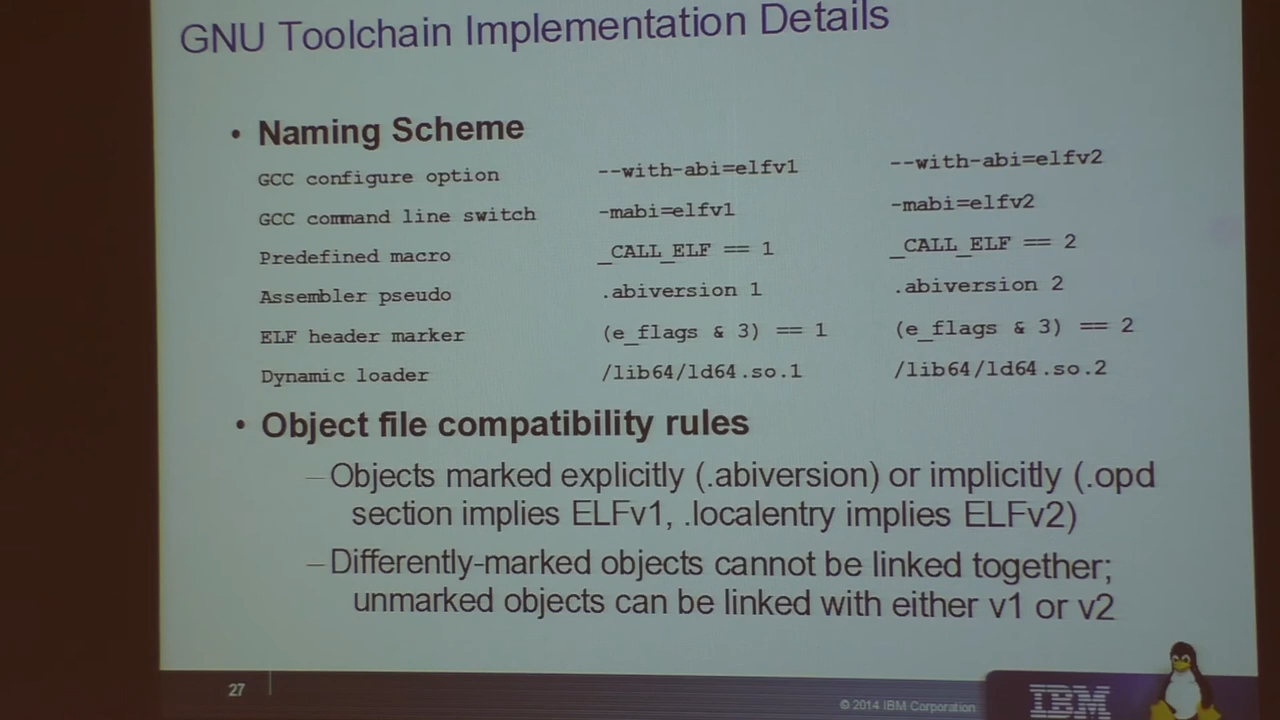 GNU Toolchain Implementation Details
• Naming Scheme
GCC configure option --with-abi=elfv1 --with-abi=elfv2
GCC command line switch -mabi=elfv1 -mabi=elfv2
Predefined macro _CALL_ELF == 1 _CALL_ELF == 2
Assembler pseudo .abiversion 1 .abiversion 2
ELF header marker (e_flags & 3) == 1 (e_flags & 3) == 2
Dynamic loader /lib64/ld64.so.1 /lib64/ld64.so.2
• Object file compatibility rules
–Objects marked explicitly (.abiversion) or implicitly (.opd
section implies ELFv1, .localentry implies ELFv2)
–Differently-marked objects cannot be linked together;
unmarked objects can be linked with either v1 or v2
27
© 2014 IBM Corporation
IBM